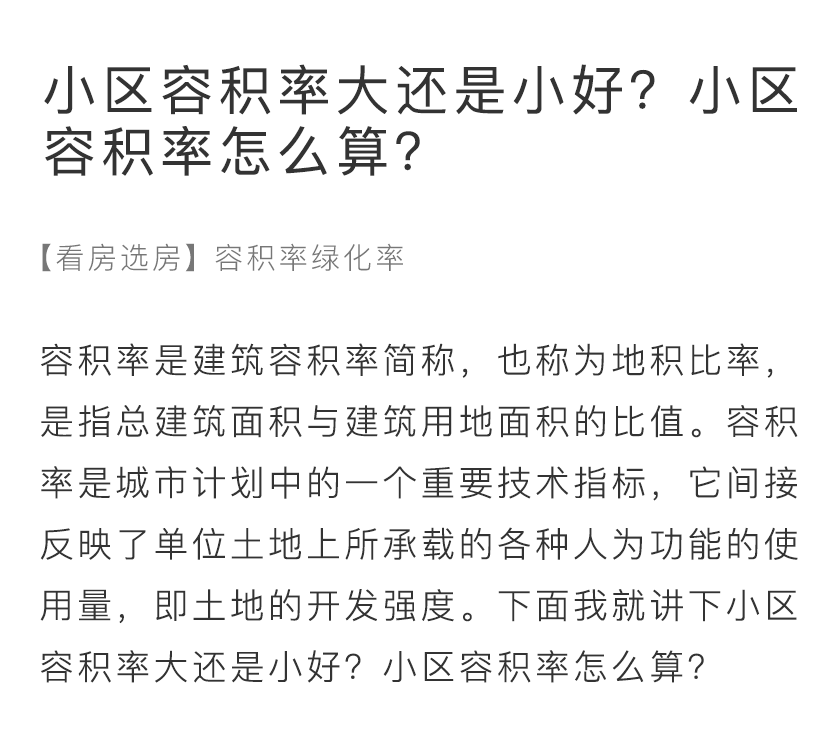 小区容积率大还是小好？小区
容积率怎么算？
【看房选房】容积率绿化率
容积率是建筑容积率简称，也称为地积比率，
是指总建筑面积与建筑用地面积的比值。容积
率是城市计划中的一个重要技术指标，它间接
反映了单位土地上所承载的各种人为功能的使
用量，即土地的开发强度。下面我就讲下小区
容积率大还是小好？小区容积率怎么算？